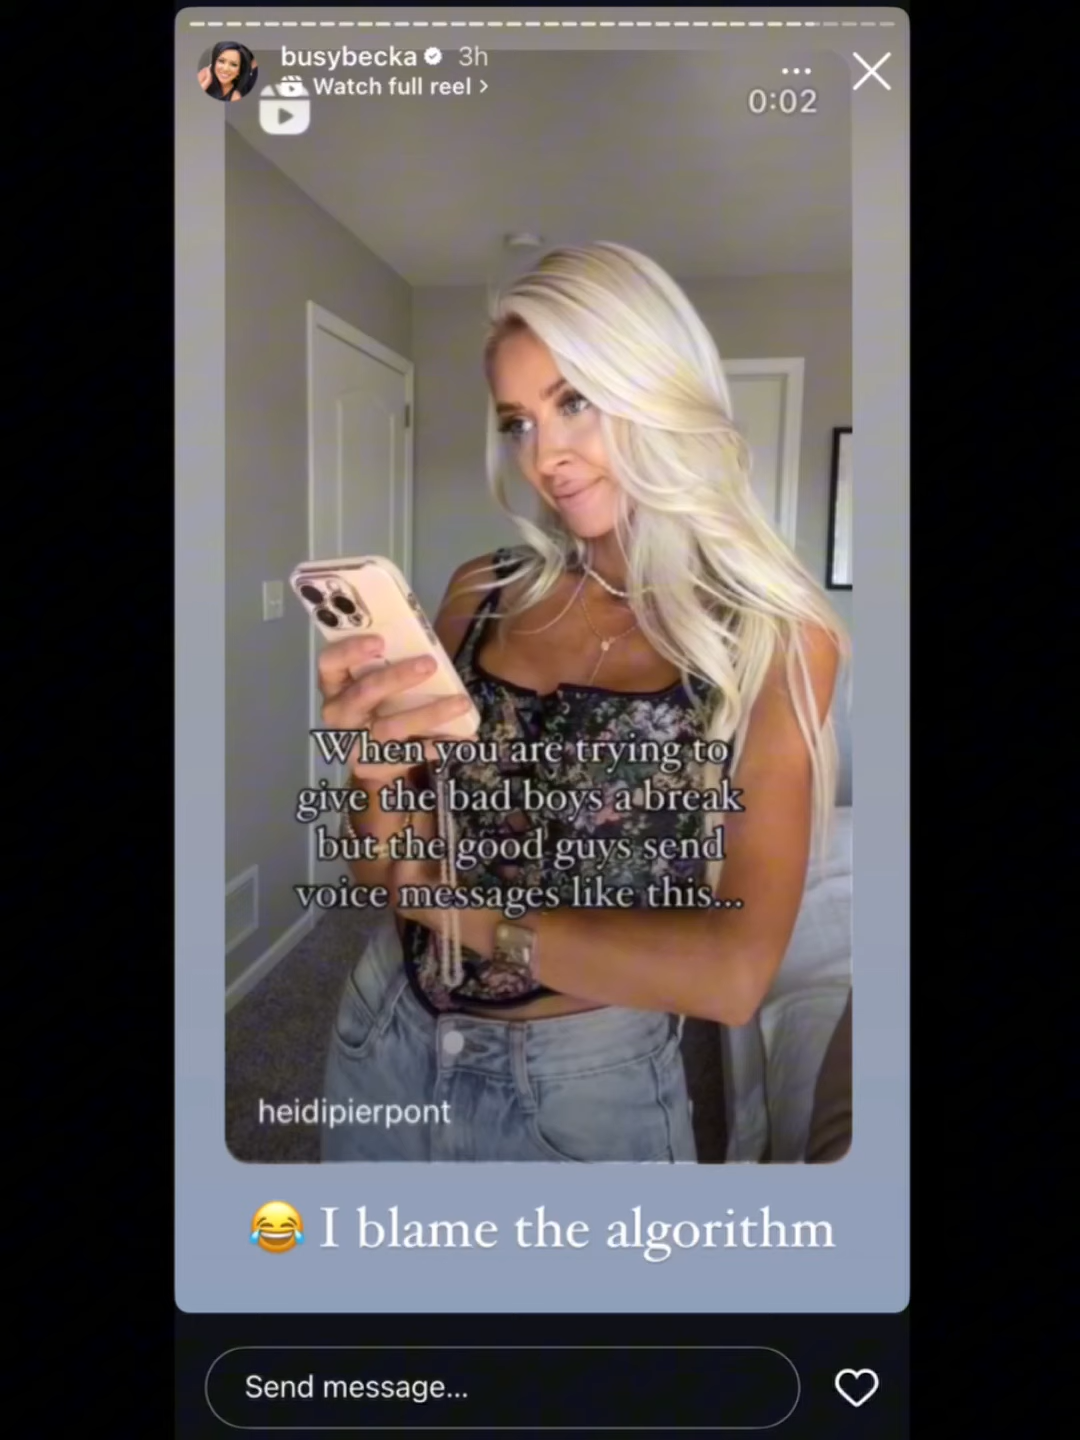 busybecka 3h
Watch full reel >
0:02
When you are trying to
give the bad boys a break
but the good guys send
voice messages like this...
heidipierpont
😂 I blame the algorithm
Send message...